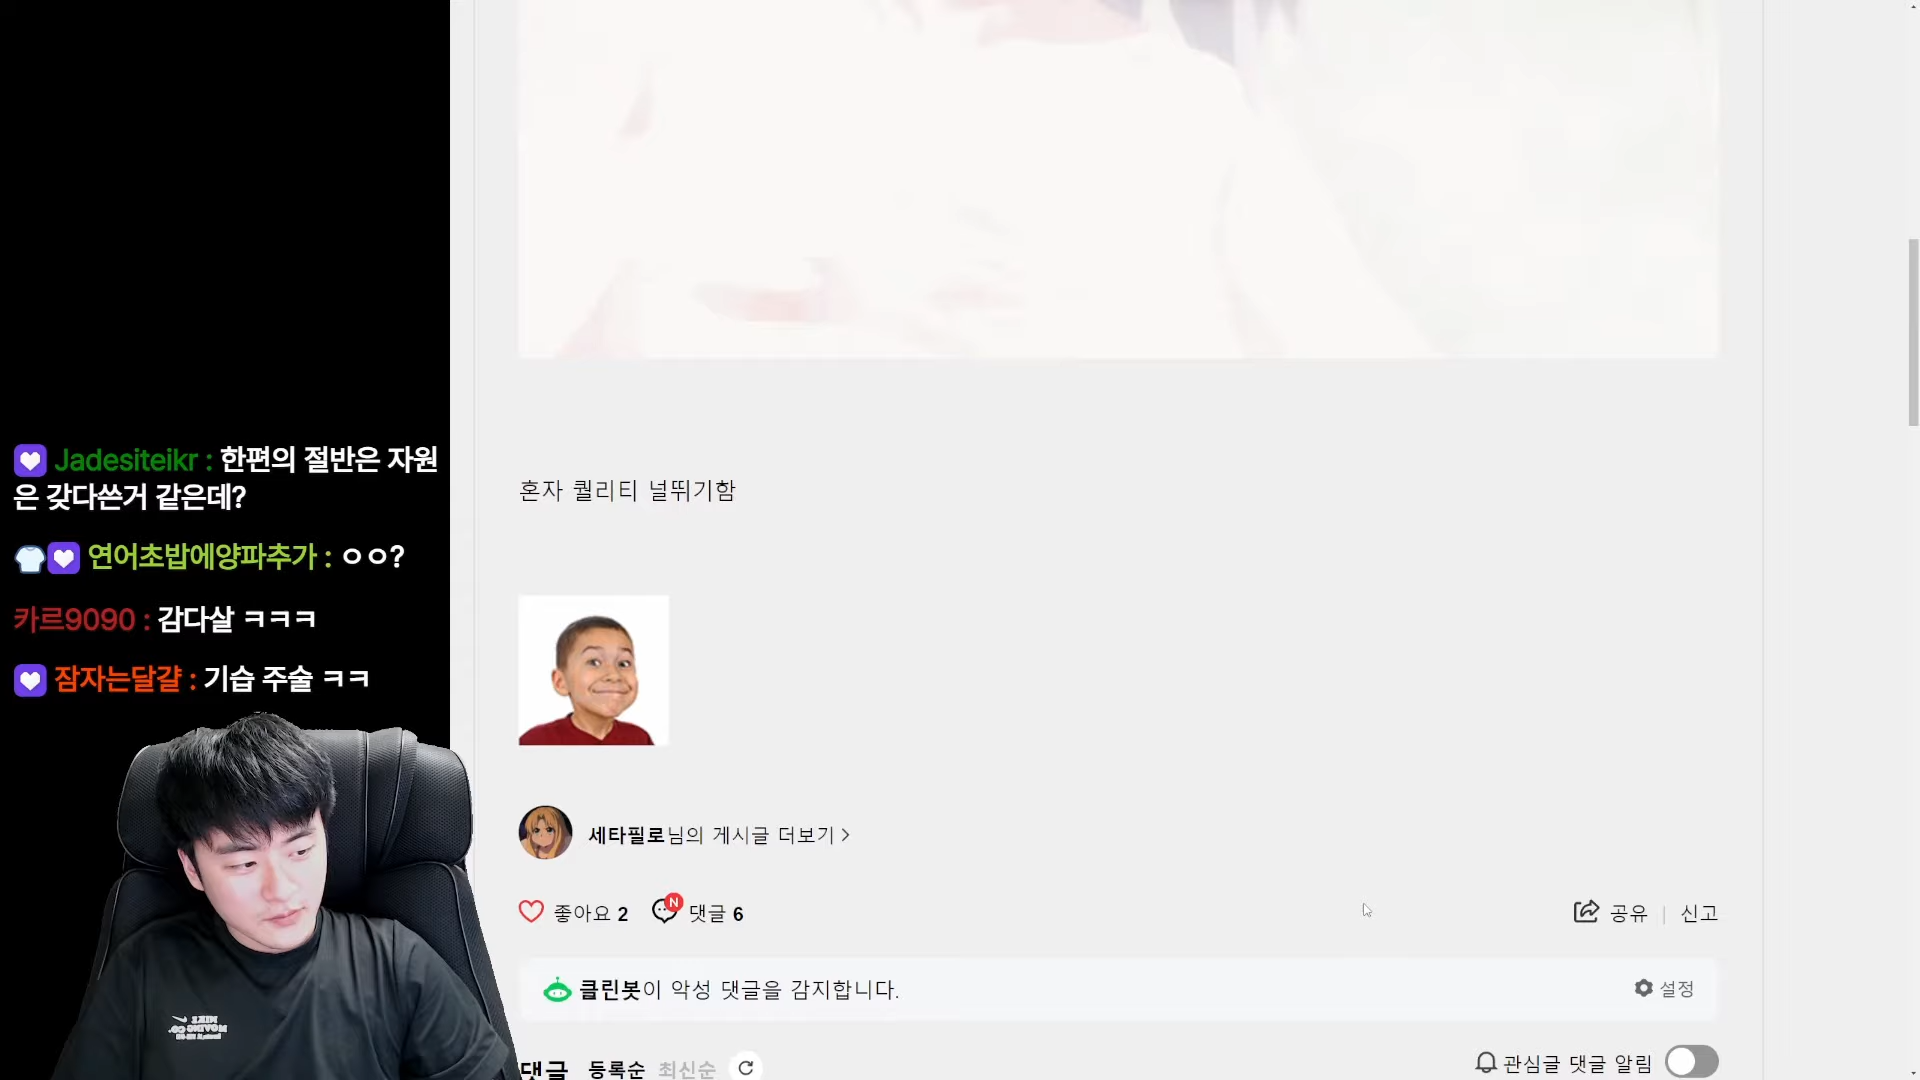 Jadesiteikr : 한편의 절반은 자원
은 갖다쓴거 같은데?
연어초밥에양파추가 : ㅇㅇ?
카르9090 : 감다살 ㅋㅋㅋ
잠자는달걀 : 기습 주술 ㅋㅋ
혼자 퀄리티 널뛰기함
세타필로님의 게시글 더보기 >
좋아요 2 N 댓글 6
공유 | 신고
클린봇이 악성 댓글을 감지합니다.
설정
댓글 등록순 최신순
관심글 댓글 알림